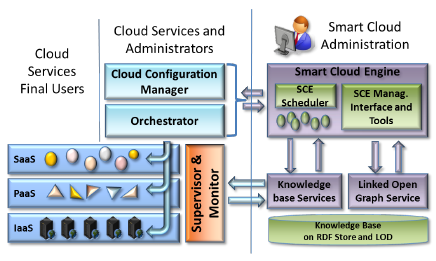 Cloud
Services
Final Users
Cloud Services and
Administrators
Smart Cloud
Administration
Cloud Configuration
Manager
Orchestrator
Smart Cloud Engine
SCE
Scheduler
SCE Manag.
Interface and
Tools
SaaS
PaaS
IaaS
Supervisor &
Monitor
Knowledge
base Services
Linked Open
Graph Service
Knowledge Base
on RDF Store and LOD